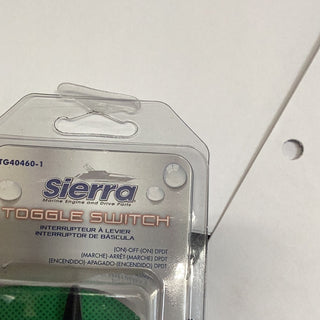 TG40460-1
Sierra
Marine Engine and Drive Parts
TOGGLE SWITCH
INTERRUPTEUR À LEVIER
INTERRUPTOR DE BÁSCULA
(ON)-OFF-(ON) DPDT
(MARCHE)-ARRÊT-(MARCHE) DPDT
(ENCENDIDO)-APAGADO-(ENCENDIDO) DPDT